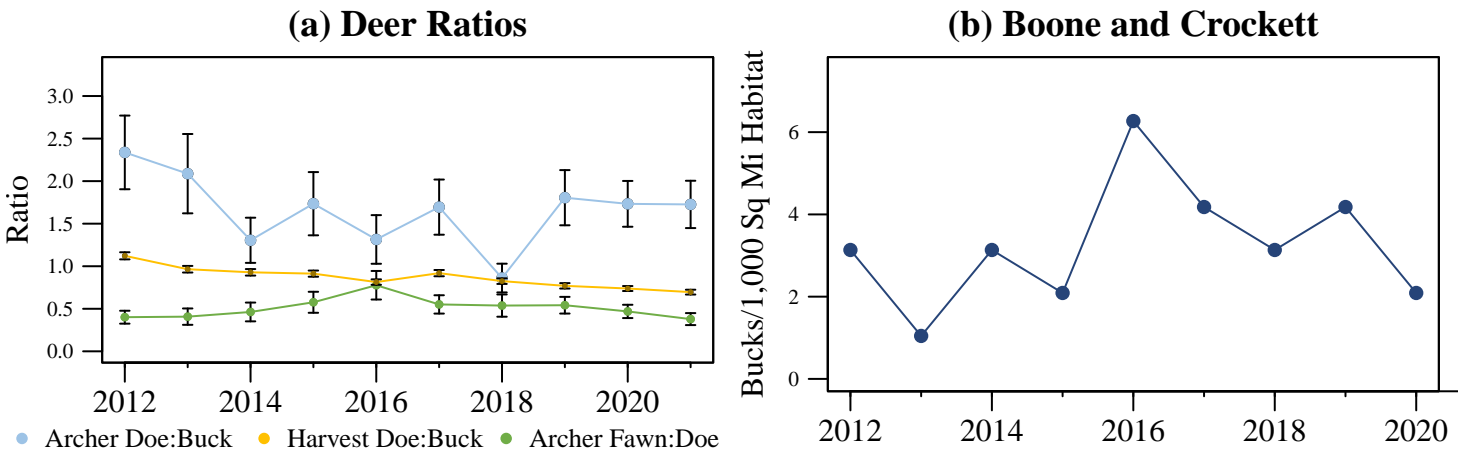 (a) Deer Ratios
Ratio
3.0
2.5
2.0
1.5
1.0
0.5
0.0
2012 2014 2016 2018 2020
Archer Doe:Buck Harvest Doe:Buck Archer Fawn:Doe
(b) Boone and Crockett
Bucks/1,000 Sq Mi Habitat
6
4
2
0
2012 2014 2016 2018 2020